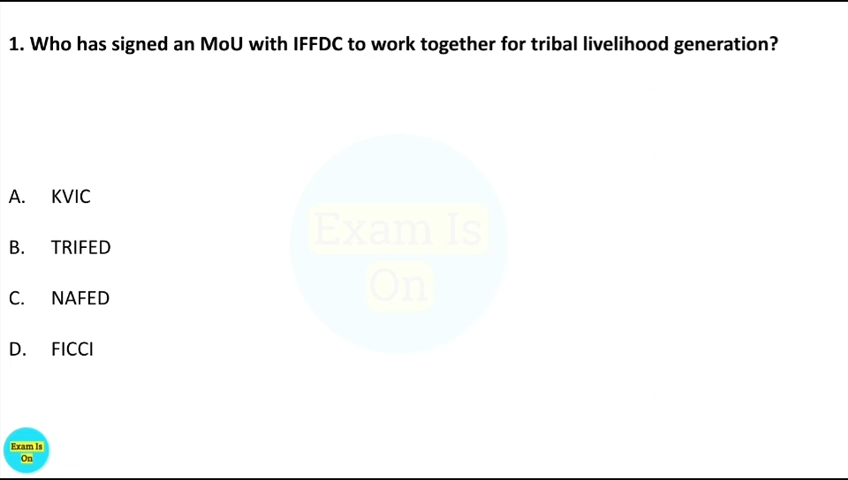 1. Who has signed an MoU with IFFDC to work together for tribal livelihood generation?
Exam Is
On
A. KVIC
B. TRIFED
C. NAFED
D. FICCI
Exam Is
On